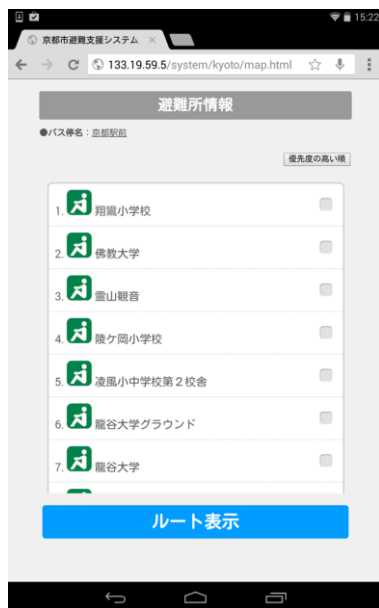 15:22
京都市避難支援システム ×
133.19.59.5/system/kyoto/map.html
避難所情報
●バス停名：京都駅前
優先度の高い順
1. 翔鸞小学校
2. 佛教大学
3. 霊山観音
4. 陵ケ岡小学校
5. 凌風小中学校第２校舎
6. 龍谷大学グラウンド
7. 龍谷大学
ルート表示